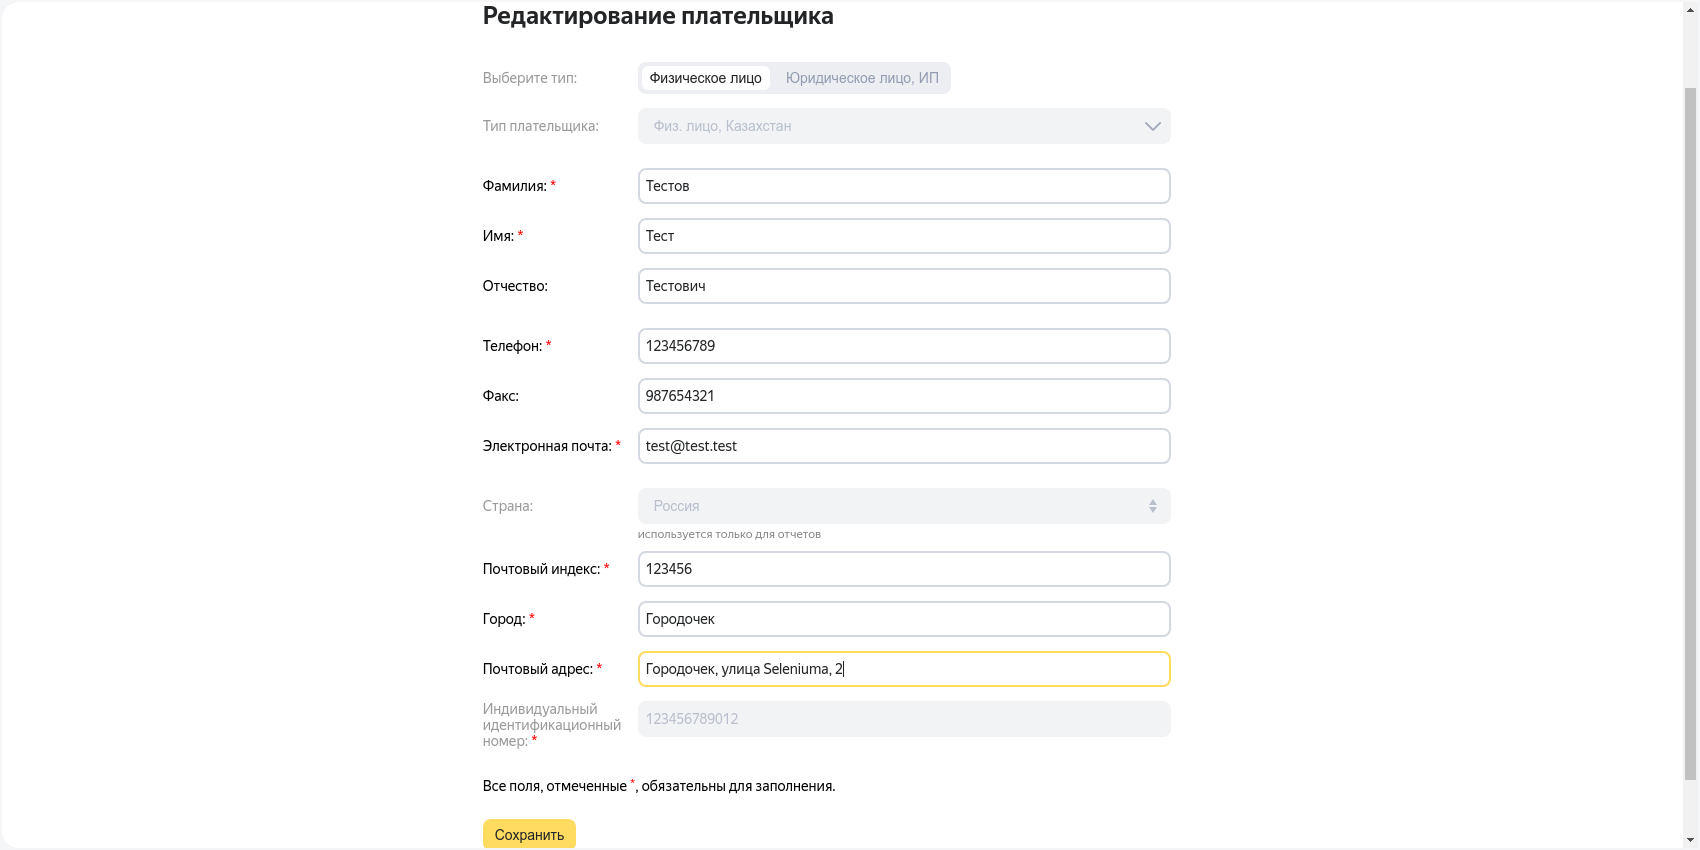 Редактирование плательщика
Выберите тип: Физическое лицо Юридическое лицо, ИП
Тип плательщика: Физ. лицо, Казахстан
Фамилия: * Тестов
Имя: * Тест
Отчество: Тестович
Телефон: * 123456789
Факс: 987654321
Электронная почта: * test@test.test
Страна: Россия
используется только для отчетов
Почтовый индекс: * 123456
Город: * Городочек
Почтовый адрес: * Городочек, улица Seleniuma, 2
Индивидуальный
идентификационный
номер: *
123456789012
Все поля, отмеченные *, обязательны для заполнения.
Сохранить